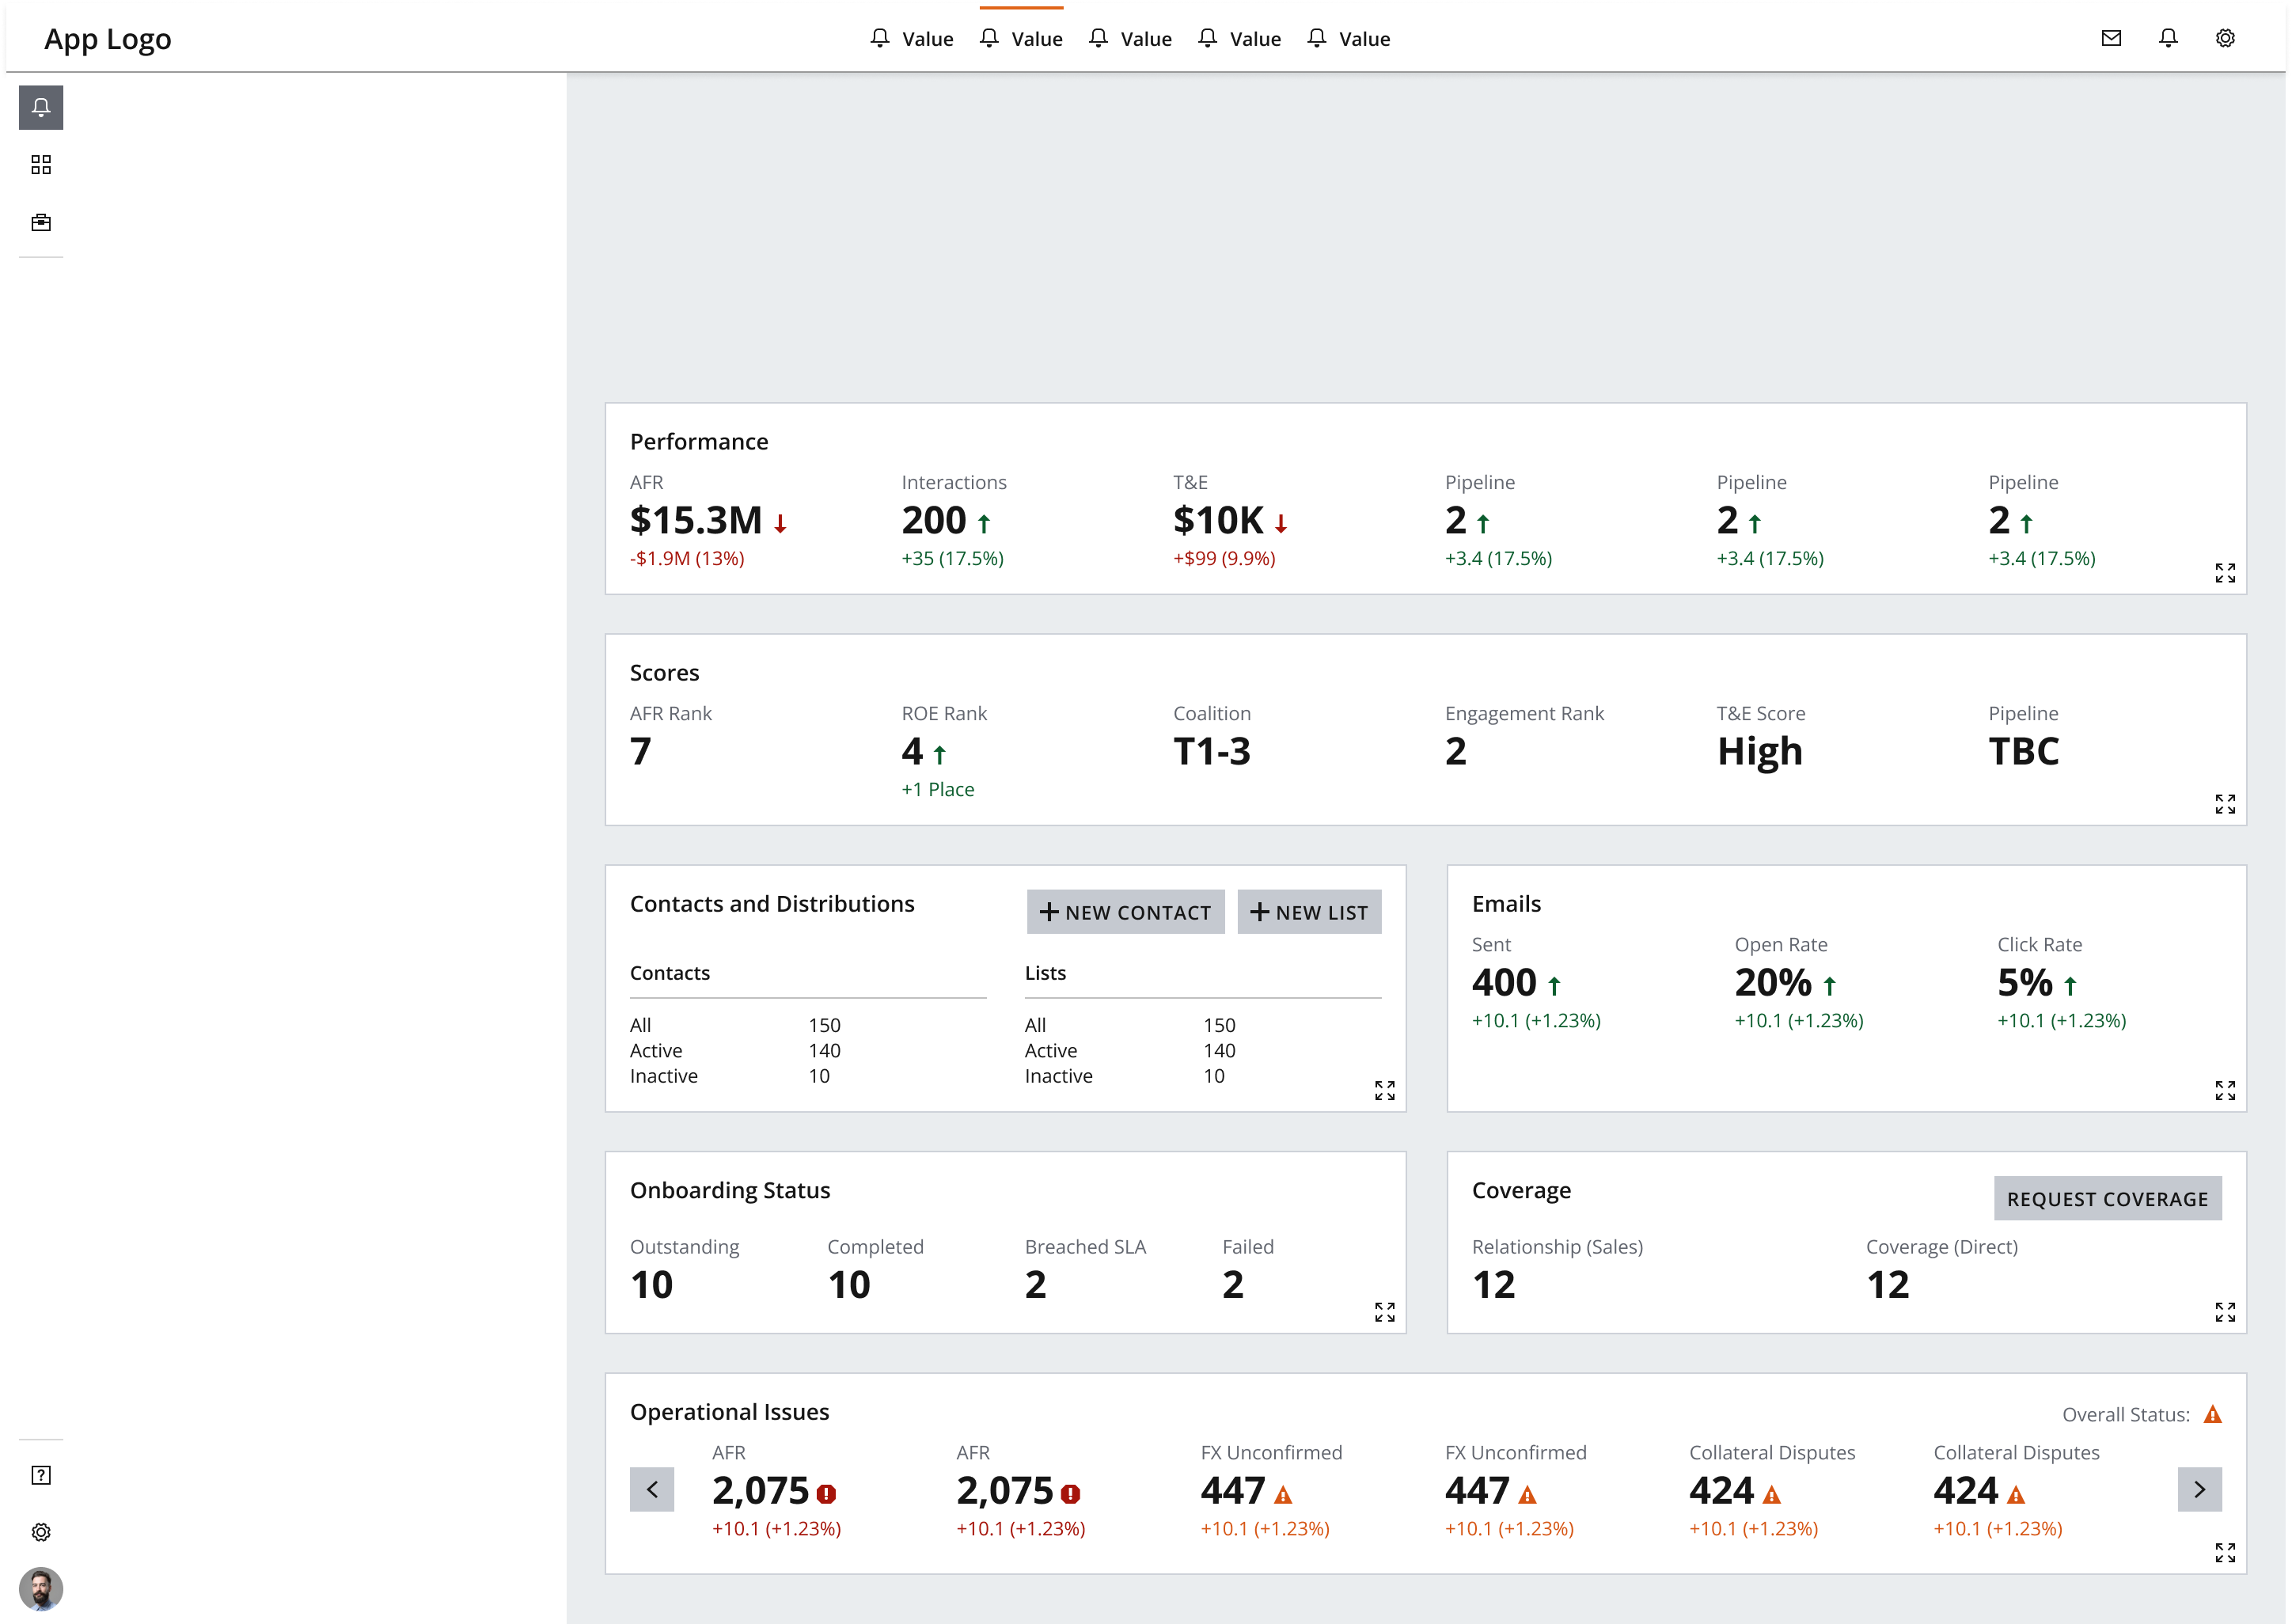 App Logo
Value Value Value Value Value
Performance
AFR Interactions T&E Pipeline Pipeline Pipeline
$15.3M 200 $10K 2 2 2
-$1.9M (13%) +35 (17.5%) +$99 (9.9%) +3.4 (17.5%) +3.4 (17.5%) +3.4 (17.5%)
Scores
AFR Rank ROE Rank Coalition Engagement Rank T&E Score Pipeline
7 4 T1-3 2 High TBC
+1 Place
Contacts and Distributions NEW CONTACT NEW LIST
Contacts Lists
All 150 All 150
Active 140 Active 140
Inactive 10 Inactive 10
Emails
Sent Open Rate Click Rate
400 20% 5%
+10.1 (+1.23%) +10.1 (+1.23%) +10.1 (+1.23%)
Onboarding Status
Outstanding Completed Breached SLA Failed
10 10 2 2
Coverage REQUEST COVERAGE
Relationship (Sales) Coverage (Direct)
12 12
Operational Issues Overall Status:
AFR AFR FX Unconfirmed FX Unconfirmed Collateral Disputes Collateral Disputes
2,075 2,075 447 447 424 424
+10.1 (+1.23%) +10.1 (+1.23%) +10.1 (+1.23%) +10.1 (+1.23%) +10.1 (+1.23%) +10.1 (+1.23%)